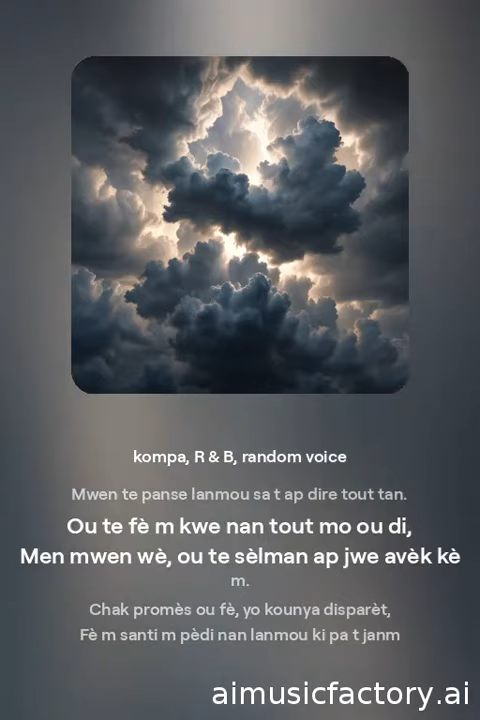 kompa, R & B, random voice
Mwen te panse lanmou sa t ap dire tout tan.
Ou te fè m kwe nan tout mo ou di,
Men mwen wè, ou te sèlman ap jwe avèk kè
m.
Chak promès ou fè, yo kounya disparèt,
Fè m santi m pèdi nan lanmou ki pa t janm
aimusicfactory.ai